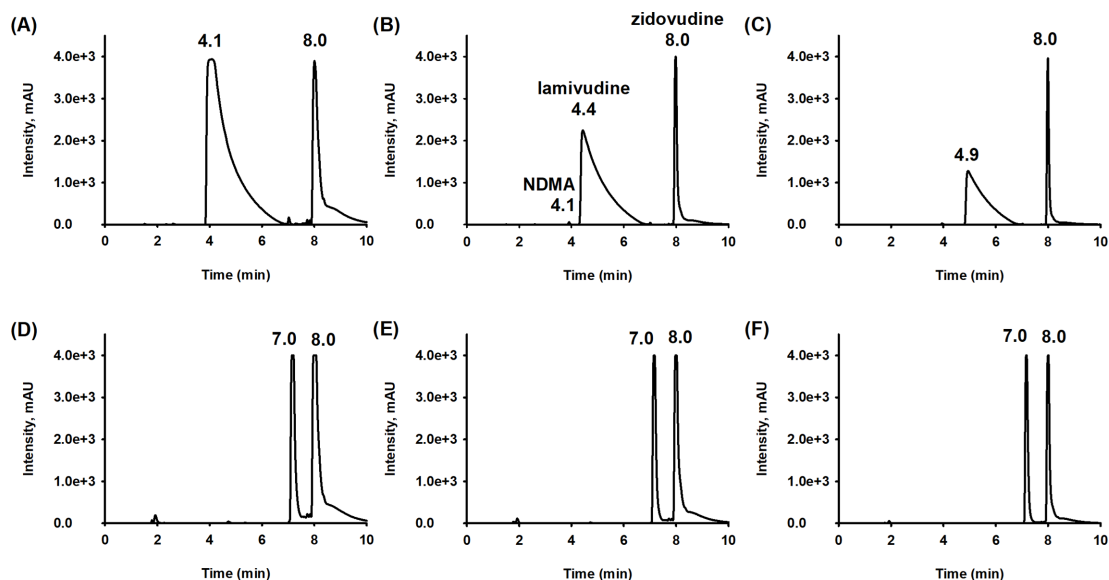 (A)
4.1
8.0
4.0e+3
3.0e+3
2.0e+3
1.0e+3
0.0
Intensity, mAU
0 2 4 6 8 10
Time (min)
(B)
zidovudine
8.0
lamivudine
4.4
NDMA
4.1
4.0e+3
3.0e+3
2.0e+3
1.0e+3
0.0
Intensity, mAU
0 2 4 6 8 10
Time (min)
(C)
8.0
4.9
4.0e+3
3.0e+3
2.0e+3
1.0e+3
0.0
Intensity, mAU
0 2 4 6 8 10
Time (min)
(D)
7.0 8.0
4.0e+3
3.0e+3
2.0e+3
1.0e+3
0.0
Intensity, mAU
0 2 4 6 8 10
Time (min)
(E)
7.0 8.0
4.0e+3
3.0e+3
2.0e+3
1.0e+3
0.0
Intensity, mAU
0 2 4 6 8 10
Time (min)
(F)
7.0 8.0
4.0e+3
3.0e+3
2.0e+3
1.0e+3
0.0
Intensity, mAU
0 2 4 6 8 10
Time (min)